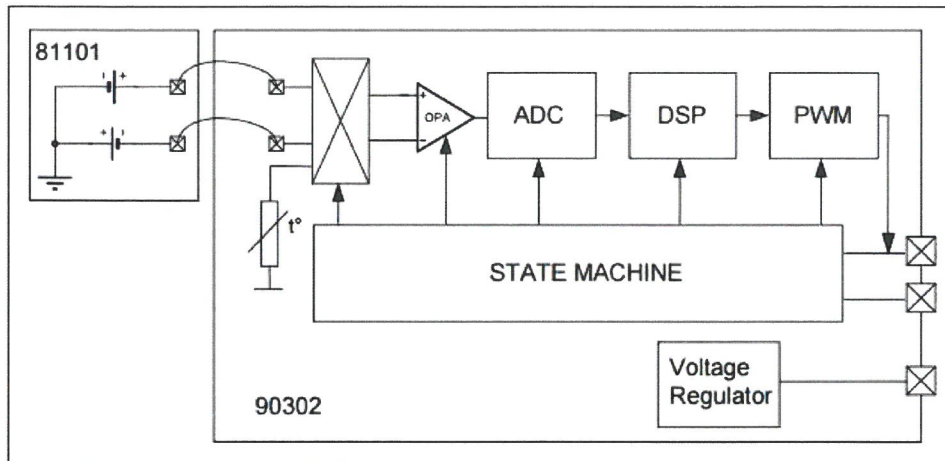 81101
+
+
+
OPA
-
ADC
DSP
PWM
t°
STATE MACHINE
Voltage
Regulator
90302